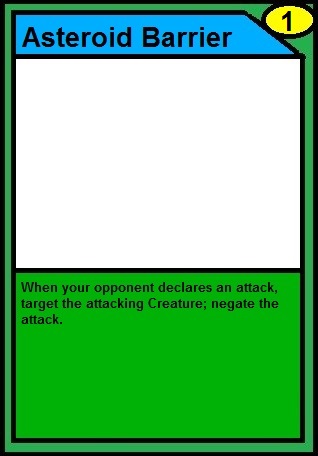 Asteroid Barrier
1
When your opponent declares an attack,
target the attacking Creature; negate the
attack.